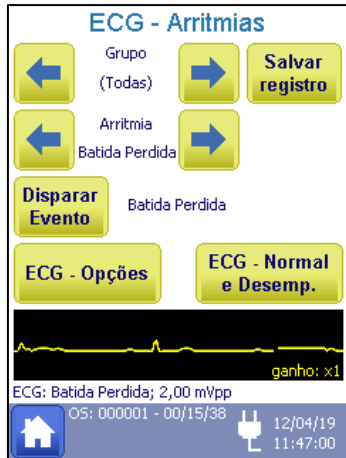 ECG - Arritmias
Grupo
(Todas)
Salvar
registro
Arritmia
Batida Perdida
Disparar
Evento
Batida Perdida
ECG - Opções
ECG - Normal
e Desemp.
ganho: x1
ECG: Batida Perdida; 2,00 mVpp
OS: 000001 - 00/15/38
12/04/19
11:47:00